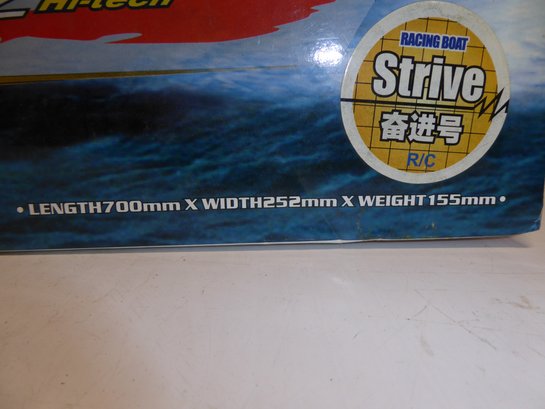 Hi-tech
RACING BOAT
Strive
奋进号
R/C
• LENGTH700mm X WIDTH252mm X WEIGHT155mm •